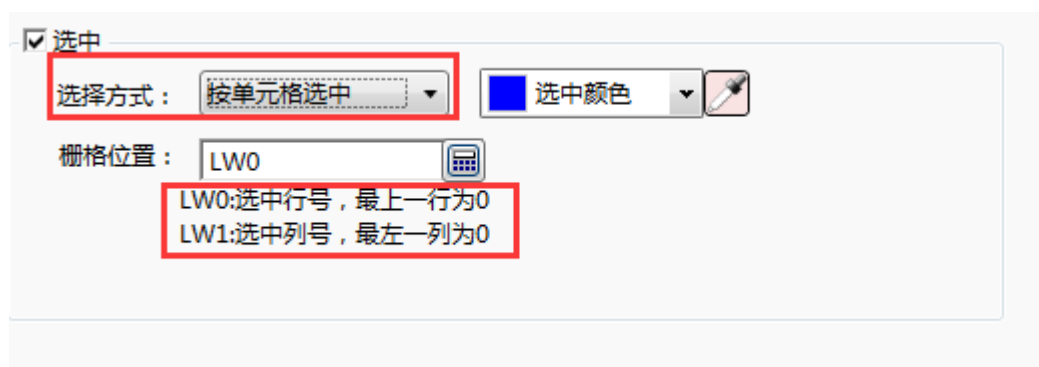 选中
选择方式： 按单元格选中 选中颜色
栅格位置： LW0
LW0:选中行号，最上一行为0
LW1:选中列号，最左一列为0